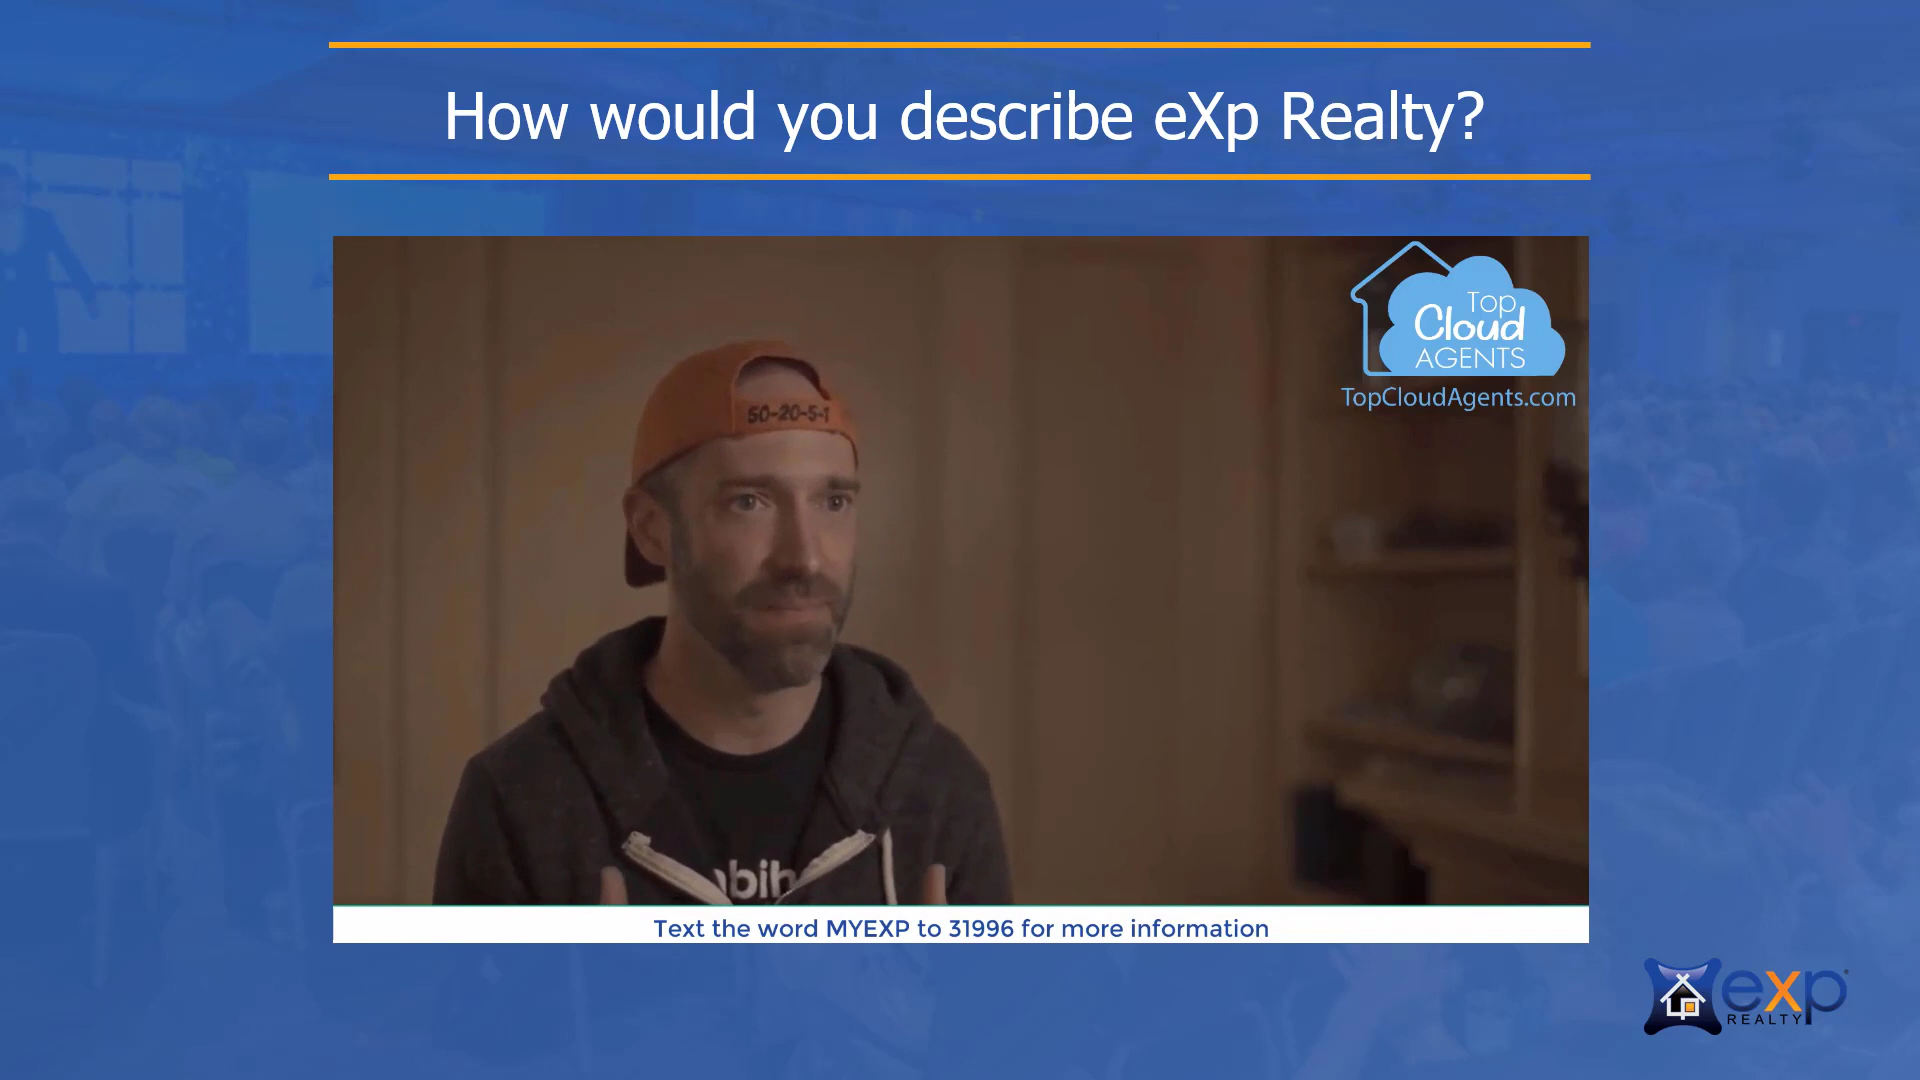 How would you describe eXp Realty?
Top
Cloud
AGENTS
TopCloudAgents.com
50-20-5-1
Text the word MYEXP to 31996 for more information
exp
REALTY